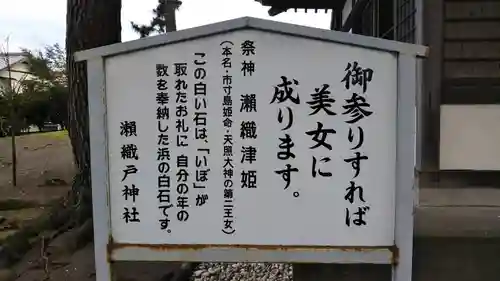 御参りすれば
美女に
成ります。
祭神 瀬織津姫
（本名・市寸島姫命・天照大神の第二王女）
この白い石は、「いぼ」が
取れたお礼に 自分の年の
数を奉納した浜の白石です。
瀬織戸神社